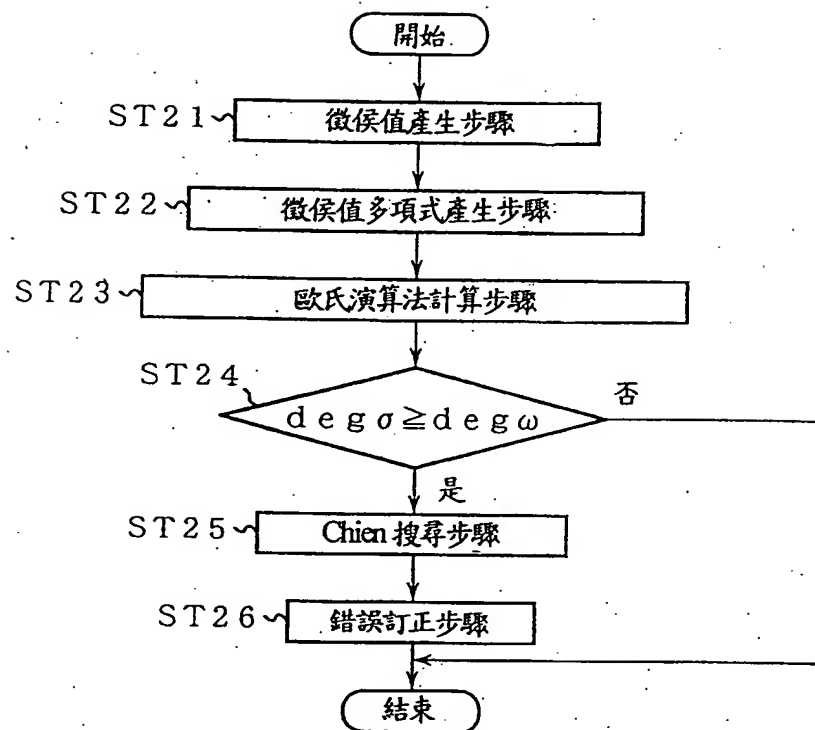 開始
ST21 徵侯值產生步驟
ST22 徵侯值多項式產生步驟
ST23 歐氏演算法計算步驟
ST24
否
deg σ≧deg ω
是
ST25 Chien 搜尋步驟
ST26 錯誤訂正步驟
結束